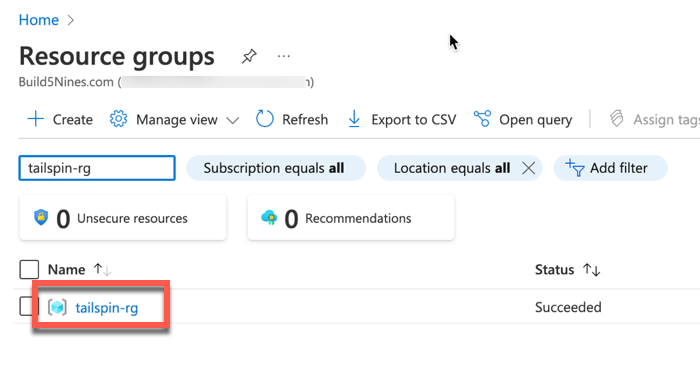 Home >
Resource groups ...
Build5Nines.com ( )
+ Create Manage view Refresh Export to CSV Open query Assign tags
tailspin-rg Subscription equals all Location equals all Add filter
0 Unsecure resources 0 Recommendations
Name Status
tailspin-rg Succeeded